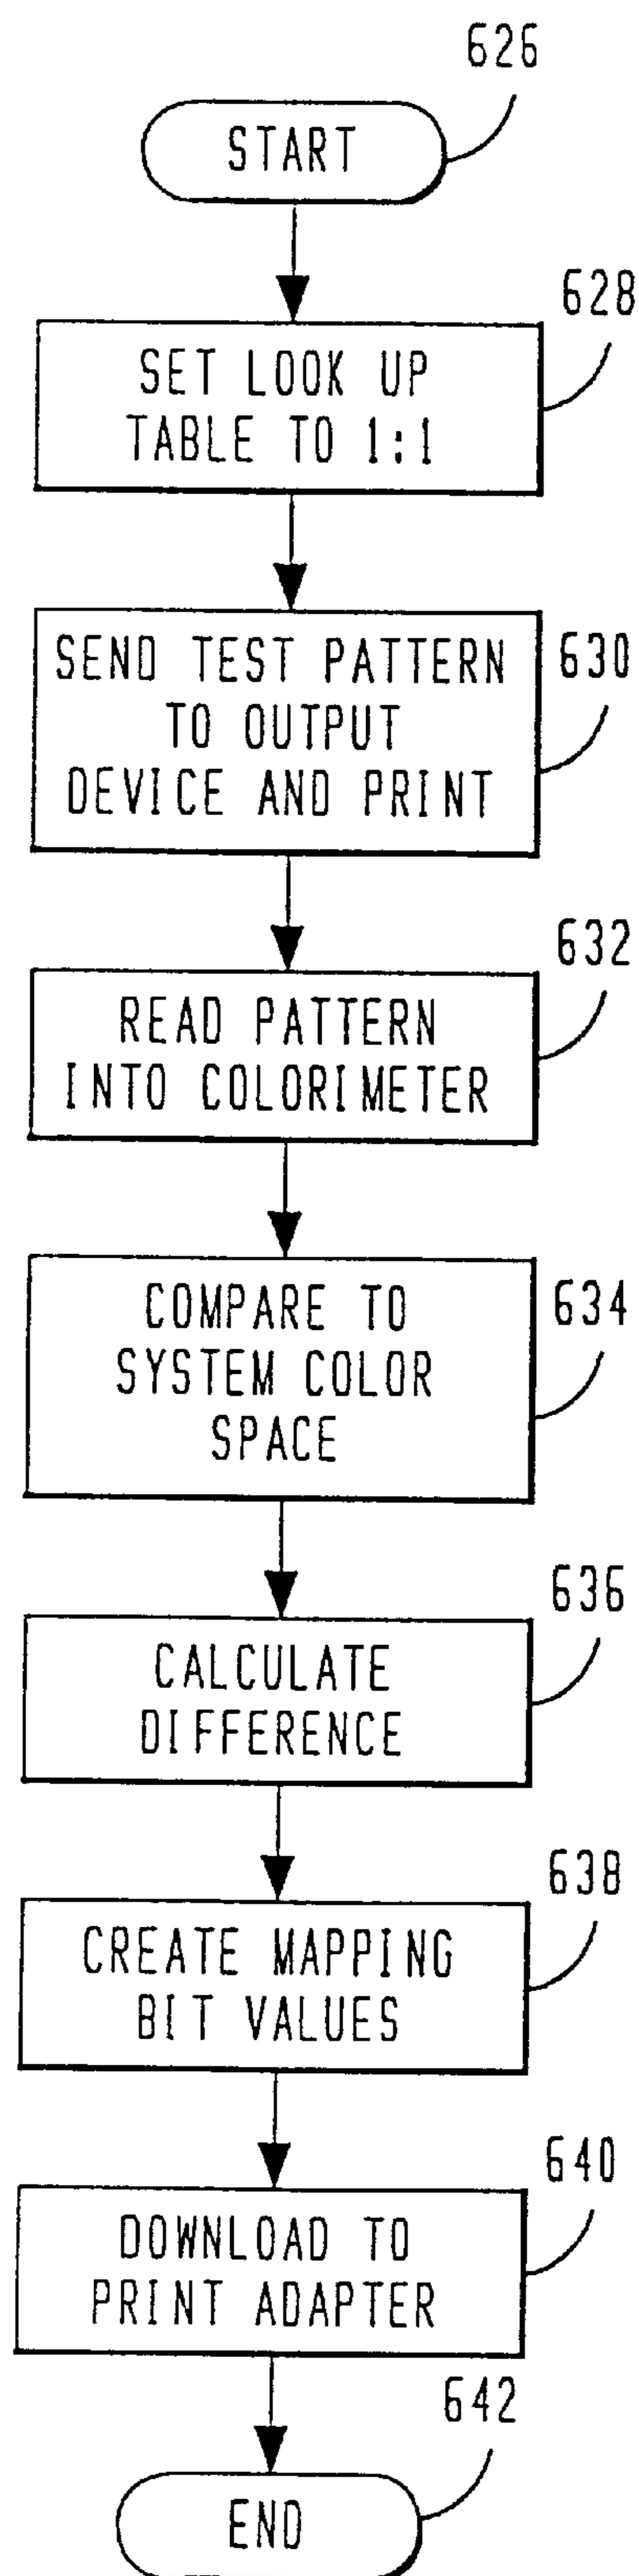 626
START
628
SET LOOK UP
TABLE TO 1:1
630
SEND TEST PATTERN
TO OUTPUT
DEVICE AND PRINT
632
READ PATTERN
INTO COLORIMETER
634
COMPARE TO
SYSTEM COLOR
SPACE
636
CALCULATE
DIFFERENCE
638
CREATE MAPPING
BIT VALUES
640
DOWNLOAD TO
PRINT ADAPTER
642
END